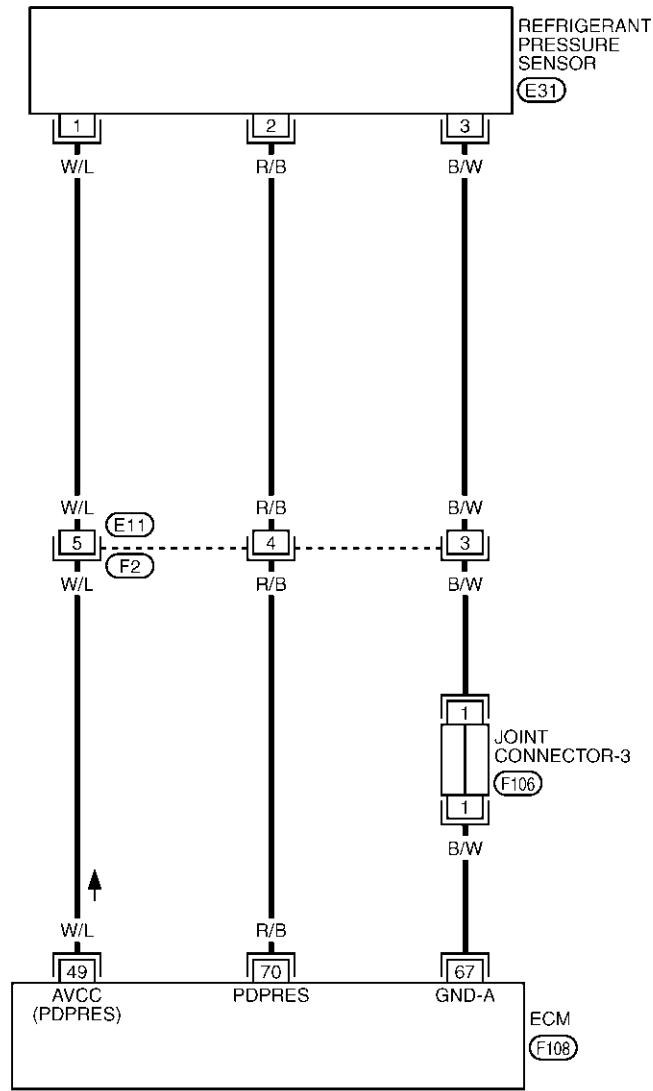 REFRIGERANT
PRESSURE
SENSOR
E31
1 2 3
W/L R/B B/W
W/L R/B B/W
E11
5 4 3
F2
W/L R/B B/W
1
JOINT
CONNECTOR-3
F106
1
B/W
W/L R/B
49 70 67
AVCC PDPRES GND-A
(PDPRES)
ECM
F108